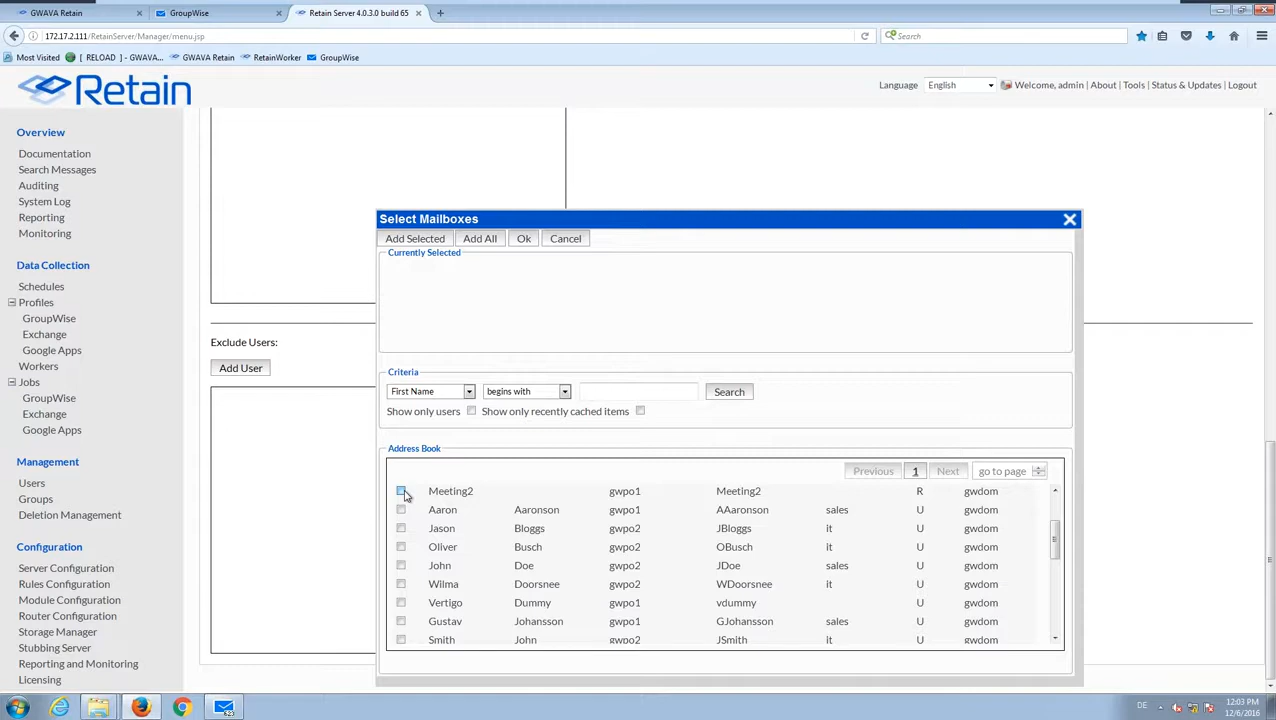 GWAVA Retain × GroupWise × Retain Server 4.0.3.0 build 65 × +
172.17.2.111/RetainServer/Manager/menu.jsp Search
Most Visited [ RELOAD ] - GWAVA... GWAVA Retain RetainWorker GroupWise
Retain
Language English Welcome, admin | About | Tools | Status & Updates | Logout
Overview
Documentation
Search Messages
Auditing
System Log
Reporting
Monitoring
Data Collection
Schedules
Profiles
GroupWise
Exchange
Google Apps
Workers
Jobs
GroupWise
Exchange
Google Apps
Management
Users
Groups
Deletion Management
Configuration
Server Configuration
Rules Configuration
Module Configuration
Router Configuration
Storage Manager
Stubbing Server
Reporting and Monitoring
Licensing
Exclude Users:
Add User
Select Mailboxes
Add Selected Add All Ok Cancel
Currently Selected
Criteria
First Name begins with Search
Show only users Show only recently cached items
Address Book
Previous 1 Next go to page
Meeting2 gwpo1 Meeting2 R gwdom
Aaron Aaronson gwpo1 AAaronson sales U gwdom
Jason Bloggs gwpo2 JBloggs it U gwdom
Oliver Busch gwpo2 OBusch it U gwdom
John Doe gwpo2 JDoe sales U gwdom
Wilma Doorsnee gwpo2 WDoorsnee it U gwdom
Vertigo Dummy gwpo1 vdummy U gwdom
Gustav Johansson gwpo1 GJohansson sales U gwdom
Smith John gwpo2 JSmith it U gwdom
623
DE 12:03 PM
12/6/2016